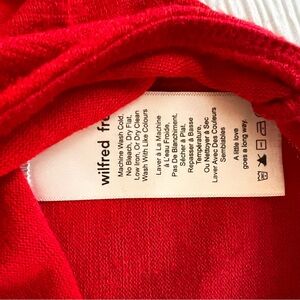 wilfred fre
Machine Wash Cold,
No Bleach, Dry Flat,
Low Iron, Or Dry Clean
Wash With Like Colours
Laver À La Machine
à L'eau Froide,
Pas De Blanchiment,
Sécher À Plat,
Repasser À Basse
Température,
Ou Nettoyer À Sec
Laver Avec Des Couleurs
Semblables
A little love
goes a long way.